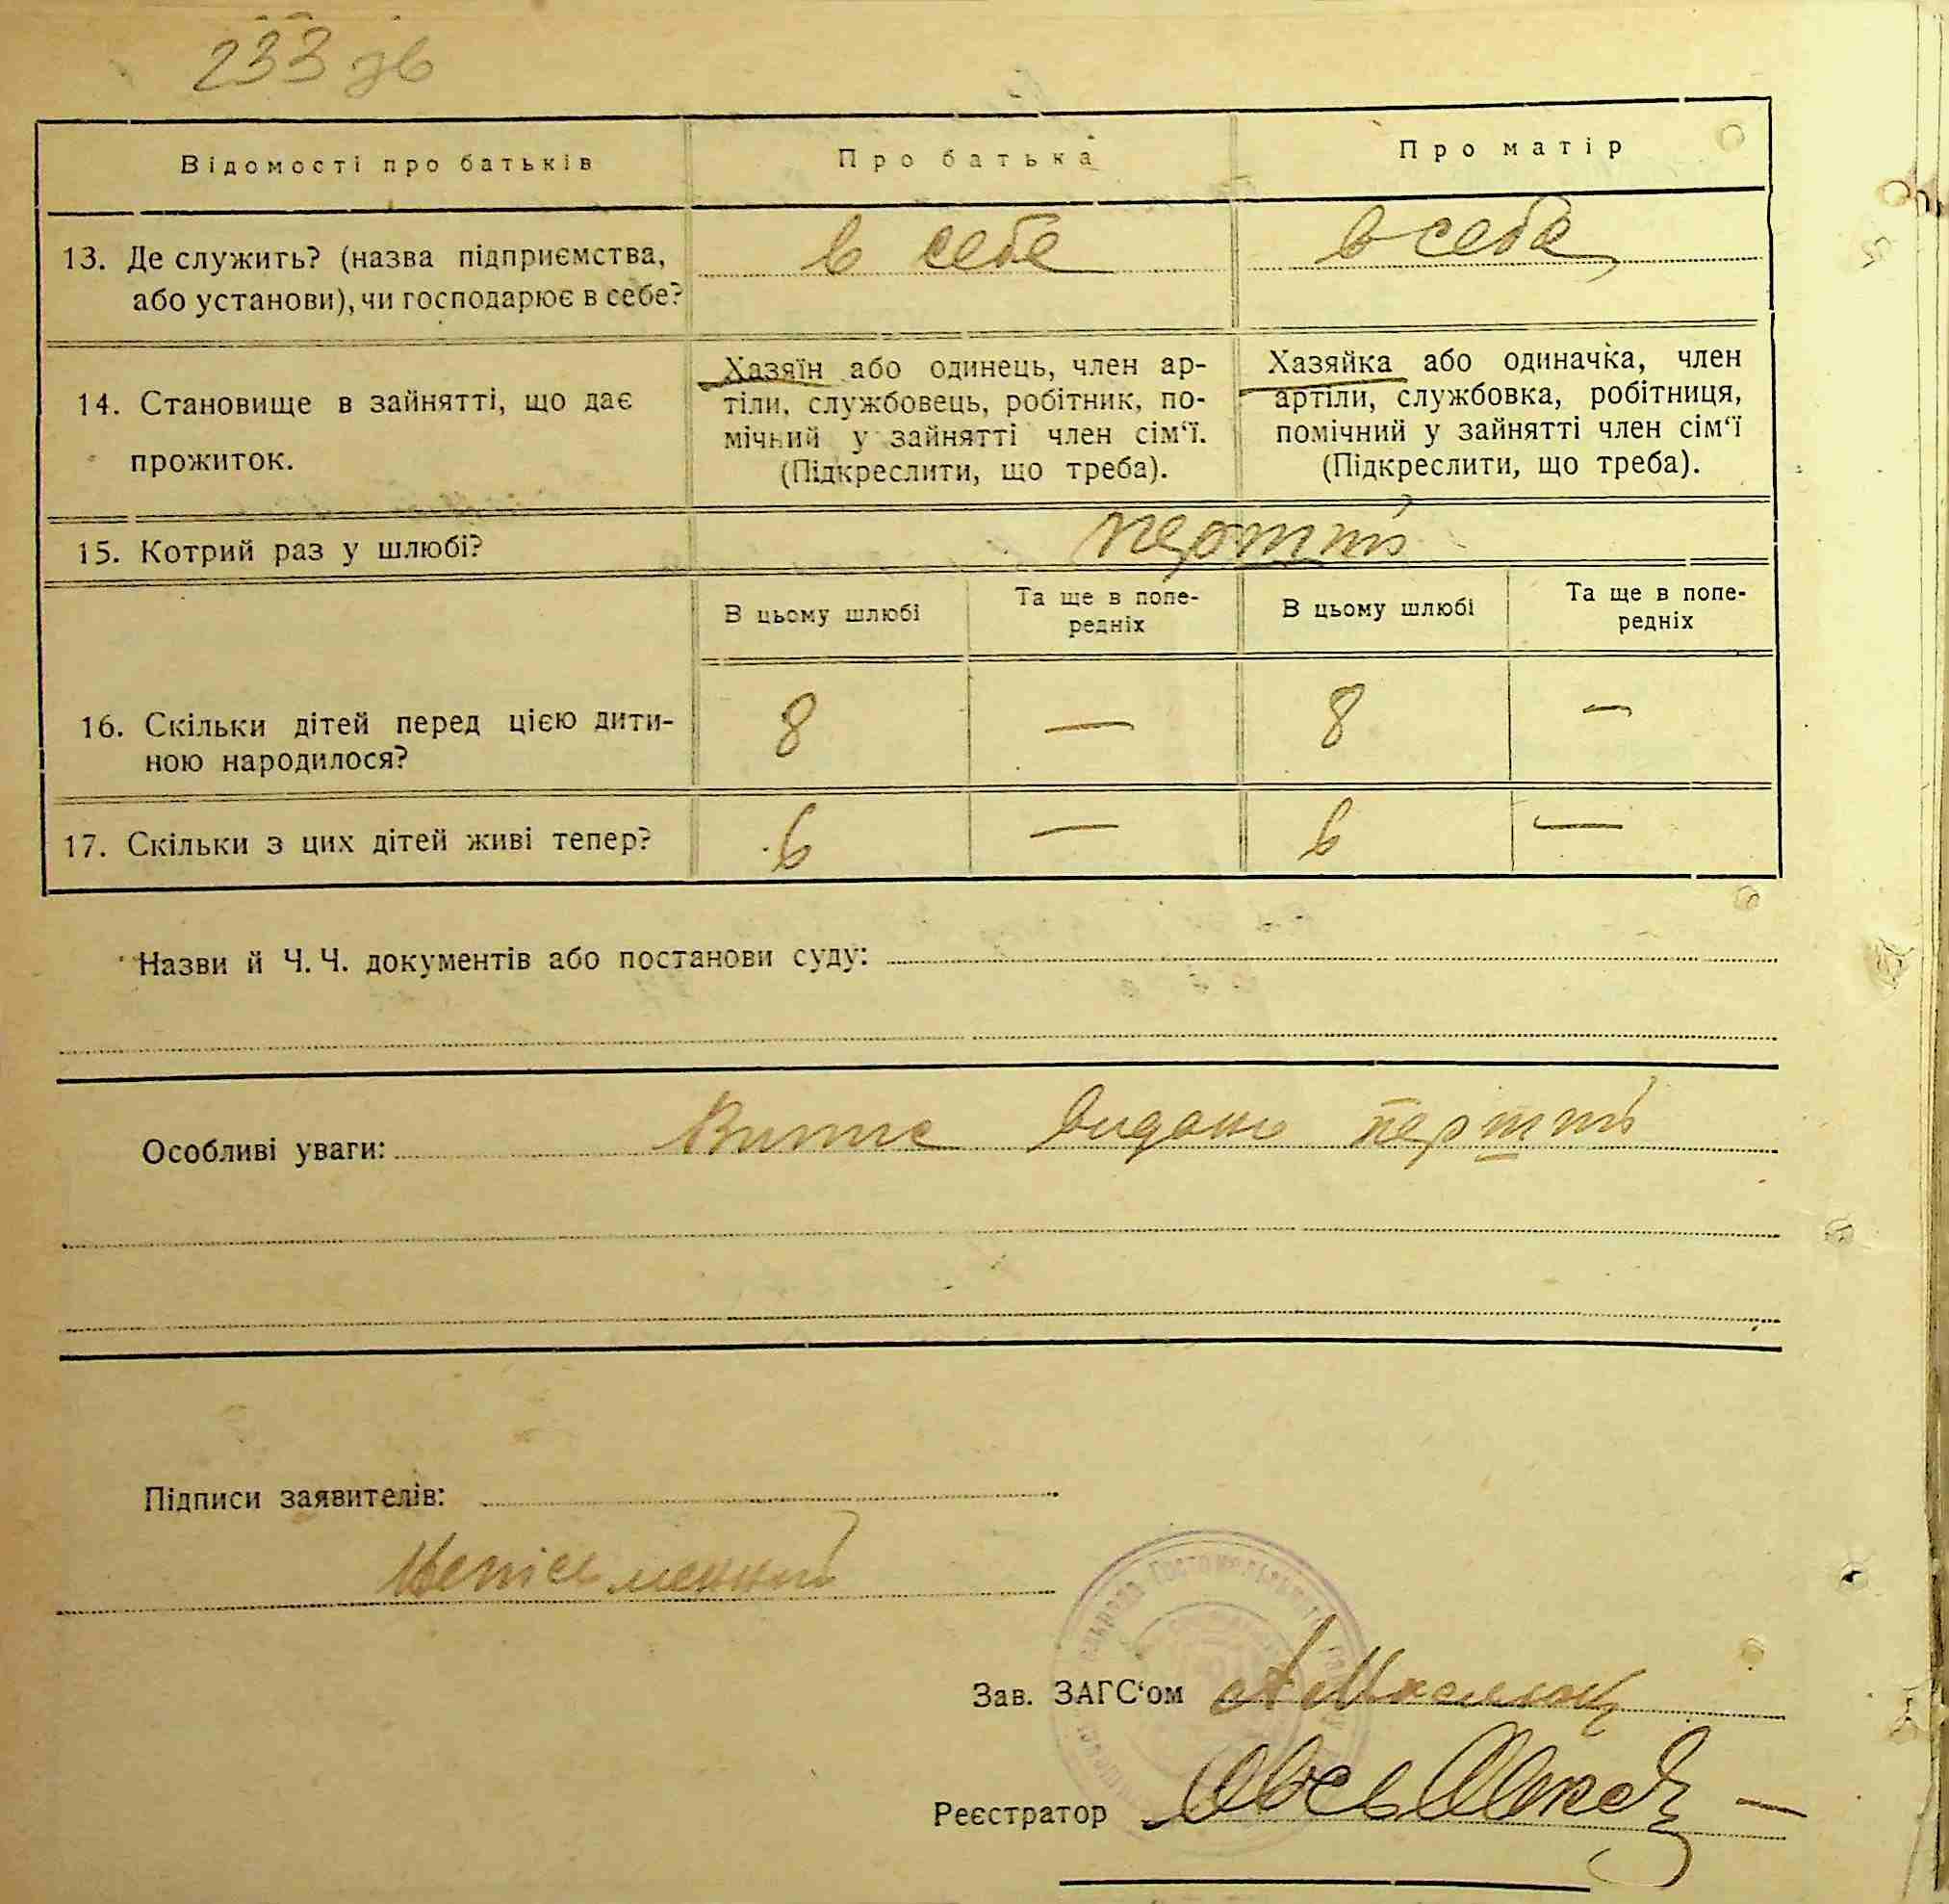 233 зв
Відомості про батьків
Про батька
Про матір
13. Де служить? (назва підприємства,
або установи), чи господарює в себе?
в себе
в себе
14. Становище в зайнятті, що дає
прожиток.
Хазяїн або одинець, член ар-
тіли, службовець, робітник, по-
мічний у зайнятті член сім‘ї.
(Підкреслити, що треба).
Хазяйка або одиначка, член
артіли, службовка, робітниця,
помічний у зайнятті член сім‘ї
(Підкреслити, що треба).
15. Котрий раз у шлюбі?
перший
В цьому шлюбі
Та ще в попе-
редніх
В цьому шлюбі
Та ще в попе-
редніх
16. Скільки дітей перед цією дити-
ною народилося?
8
—
8
—
17. Скільки з цих дітей живі тепер?
6
—
6
—
Назви й Ч. Ч. документів або постанови суду:
Особливі уваги: Витяг видано перший
Підписи заявителів:
Неписьменний
Зав. ЗАГС‘ом
Реєстратор